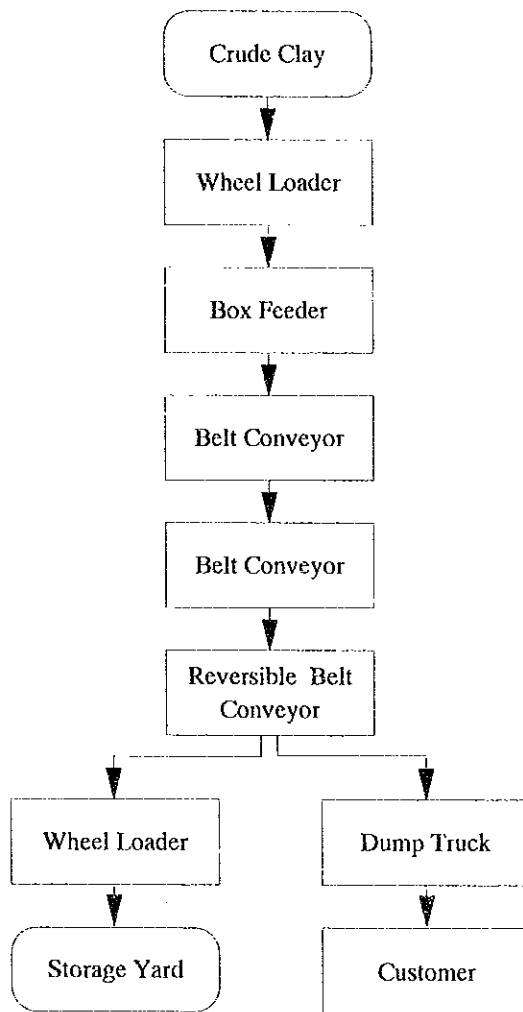 Crude Clay
Wheel Loader
Box Feeder
Belt Conveyor
Belt Conveyor
Reversible Belt
Conveyor
Wheel Loader
Dump Truck
Storage Yard
Customer